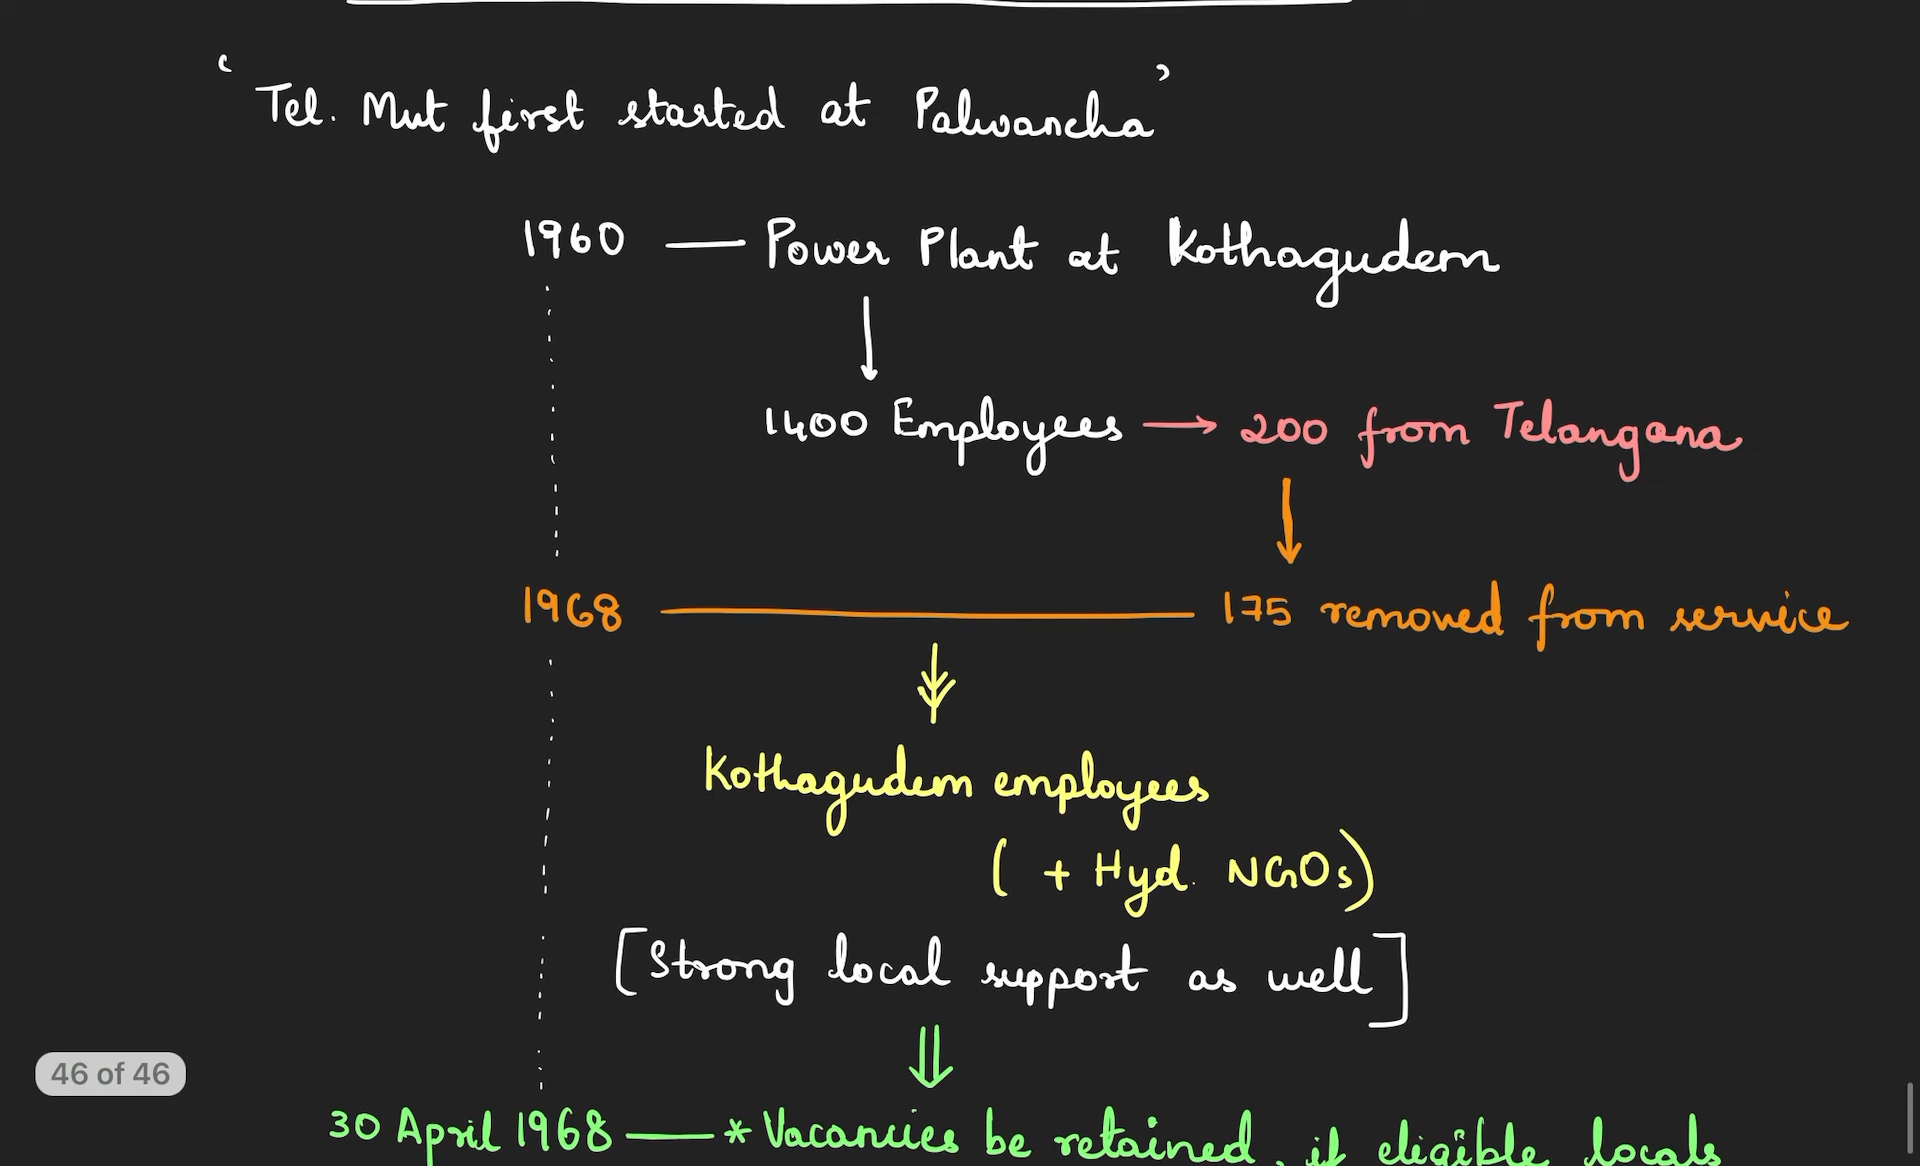 ' Tel. Mut first started at Palwancha '
1960 — Power Plant at Kothagudem
1400 Employees → 200 from Telangana
1968 — 175 removed from service
Kothagudem employees
( + Hyd. NGOs)
[Strong local support as well]
46 of 46
30 April 1968 — * Vacancies be retained, if eligible locals